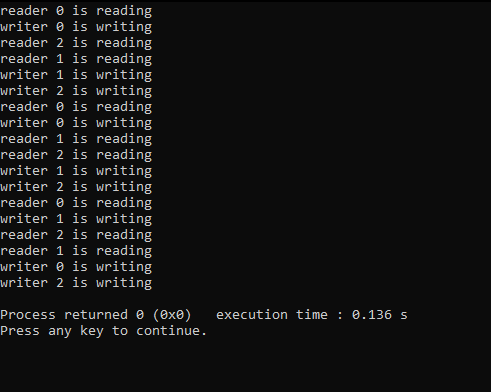 reader 0 is reading
writer 0 is writing
reader 2 is reading
reader 1 is reading
writer 1 is writing
writer 2 is writing
reader 0 is reading
writer 0 is writing
reader 1 is reading
reader 2 is reading
writer 1 is writing
writer 2 is writing
reader 0 is reading
writer 1 is writing
reader 2 is reading
reader 1 is reading
writer 0 is writing
writer 2 is writing
Process returned 0 (0x0)   execution time : 0.136 s
Press any key to continue.